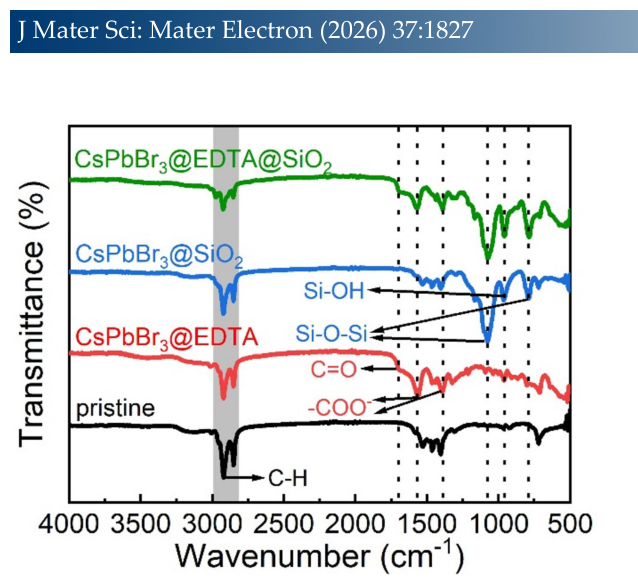 J Mater Sci: Mater Electron (2026) 37:1827
CsPbBr₃@EDTA@SiO₂
CsPbBr₃@SiO₂
Si-OH
Si-O-Si
CsPbBr₃@EDTA
C=O
-COO⁻
pristine
C-H
Transmittance (%)
4000 3500 3000 2500 2000 1500 1000 500
Wavenumber (cm⁻¹)